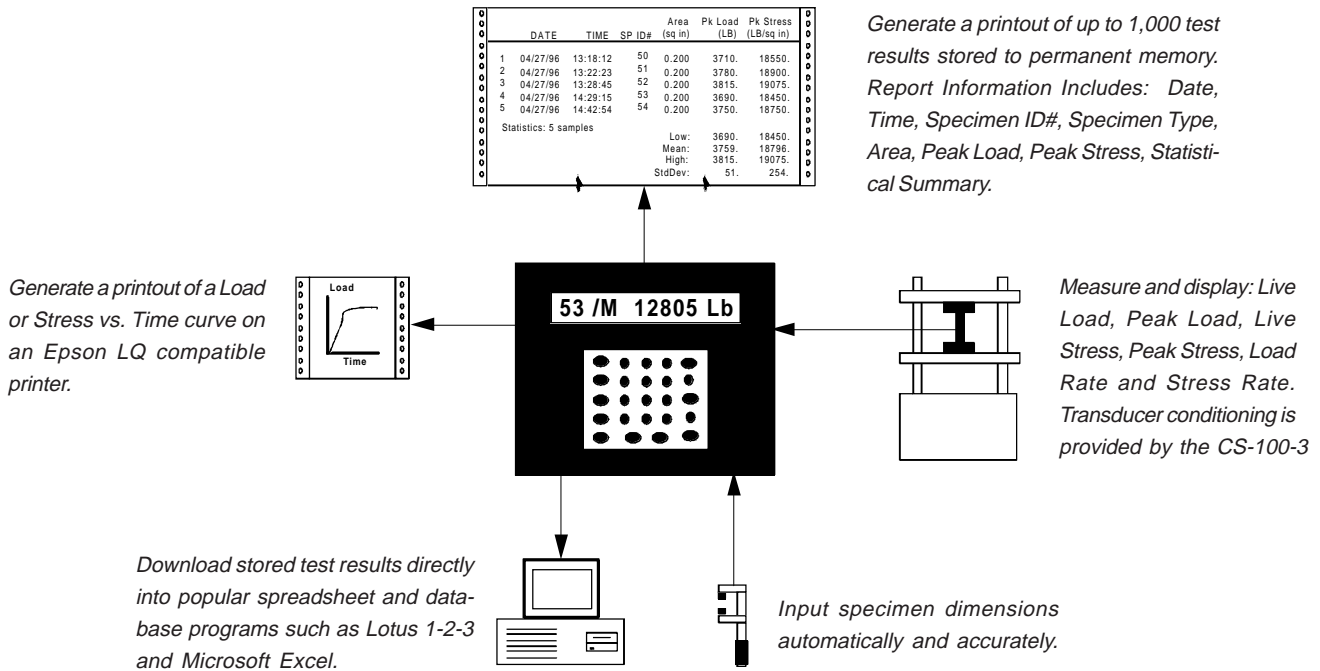 Area Pk Load Pk Stress
DATE TIME SP ID# (sq in) (LB) (LB/sq in)
1 04/27/96 13:18:12 50 0.200 3710. 18550.
2 04/27/96 13:22:23 51 0.200 3780. 18900.
3 04/27/96 13:28:45 52 0.200 3815. 19075.
4 04/27/96 14:29:15 53 0.200 3690. 18450.
5 04/27/96 14:42:54 54 0.200 3750. 18750.
Statistics: 5 samples
Low: 3690. 18450.
Mean: 3759. 18796.
High: 3815. 19075.
StdDev: 51. 254.
Generate a printout of up to 1,000 test
results stored to permanent memory.
Report Information Includes: Date,
Time, Specimen ID#, Specimen Type,
Area, Peak Load, Peak Stress, Statisti-
cal Summary.
Generate a printout of a Load
or Stress vs. Time curve on
an Epson LQ compatible
printer.
Load
Time
53 /M 12805 Lb
Measure and display: Live
Load, Peak Load, Live
Stress, Peak Stress, Load
Rate and Stress Rate.
Transducer conditioning is
provided by the CS-100-3
Download stored test results directly
into popular spreadsheet and data-
base programs such as Lotus 1-2-3
and Microsoft Excel.
Input specimen dimensions
automatically and accurately.